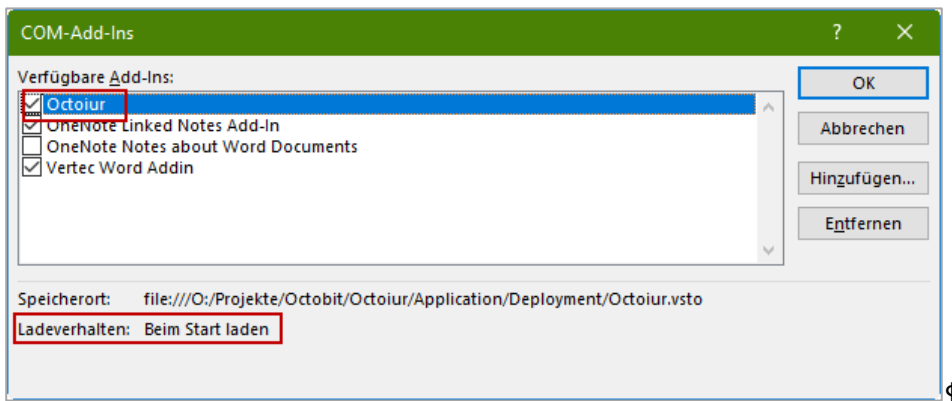 COM-Add-Ins ? ×
Verfügbare Add-Ins:
Octoiur
OneNote Linked Notes Add-In
OneNote Notes about Word Documents
Vertec Word Addin
OK
Abbrechen
Hinzufügen...
Entfernen
Speicherort: file:///O:/Projekte/Octobit/Octoiur/Application/Deployment/Octoiur.vsto
Ladeverhalten: Beim Start laden